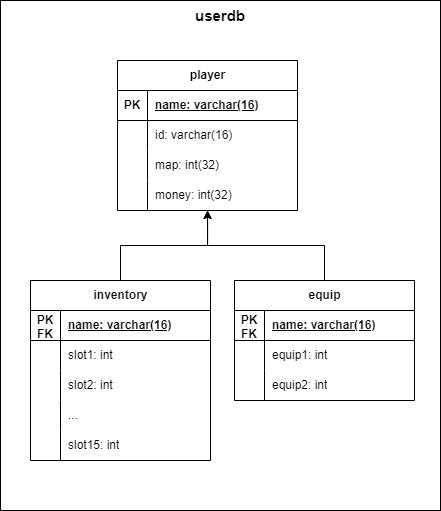 userdb
player
PK name: varchar(16)
id: varchar(16)
map: int(32)
money: int(32)
inventory
PK
FK
name: varchar(16)
slot1: int
slot2: int
...
slot15: int
equip
PK
FK
name: varchar(16)
equip1: int
equip2: int